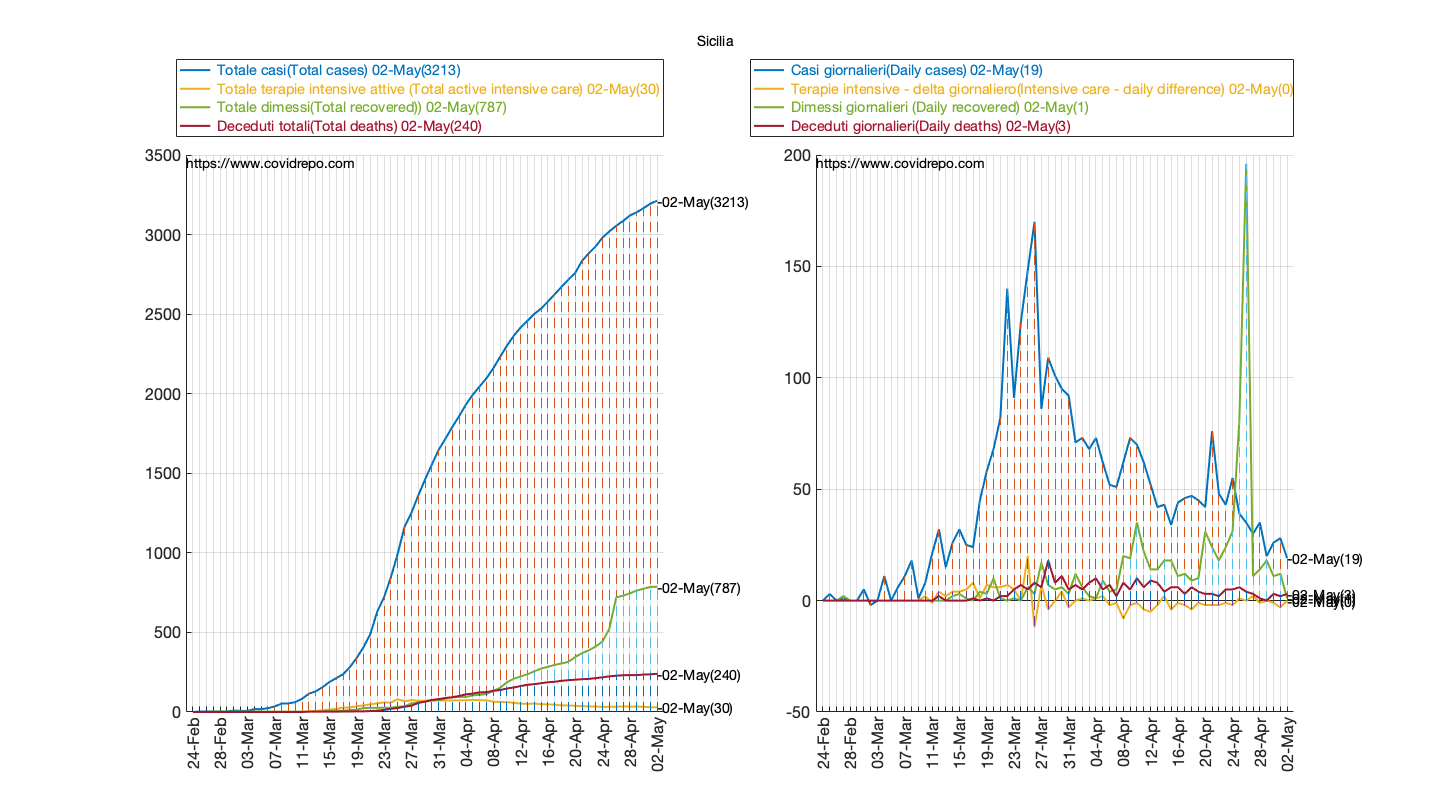 Sicilia
Totale casi(Total cases) 02-May(3213)
Totale terapie intensive attive (Total active intensive care) 02-May(30)
Totale dimessi(Total recovered)) 02-May(787)
Deceduti totali(Total deaths) 02-May(240)
3500
https://www.covidrepo.com
3000
2500
2000
1500
1000
500
0
02-May(3213)
02-May(787)
02-May(240)
02-May(30)
24-Feb
28-Feb
03-Mar
07-Mar
11-Mar
15-Mar
19-Mar
23-Mar
27-Mar
31-Mar
04-Apr
08-Apr
12-Apr
16-Apr
20-Apr
24-Apr
28-Apr
02-May
Casi giornalieri(Daily cases) 02-May(19)
Terapie intensive - delta giornaliero(Intensive care - daily difference) 02-May(0)
Dimessi giornalieri (Daily recovered) 02-May(1)
Deceduti giornalieri(Daily deaths) 02-May(3)
200
https://www.covidrepo.com
150
100
50
0
-50
02-May(19)
02-May(3)
02-May(0)
24-Feb
28-Feb
03-Mar
07-Mar
11-Mar
15-Mar
19-Mar
23-Mar
27-Mar
31-Mar
04-Apr
08-Apr
12-Apr
16-Apr
20-Apr
24-Apr
28-Apr
02-May